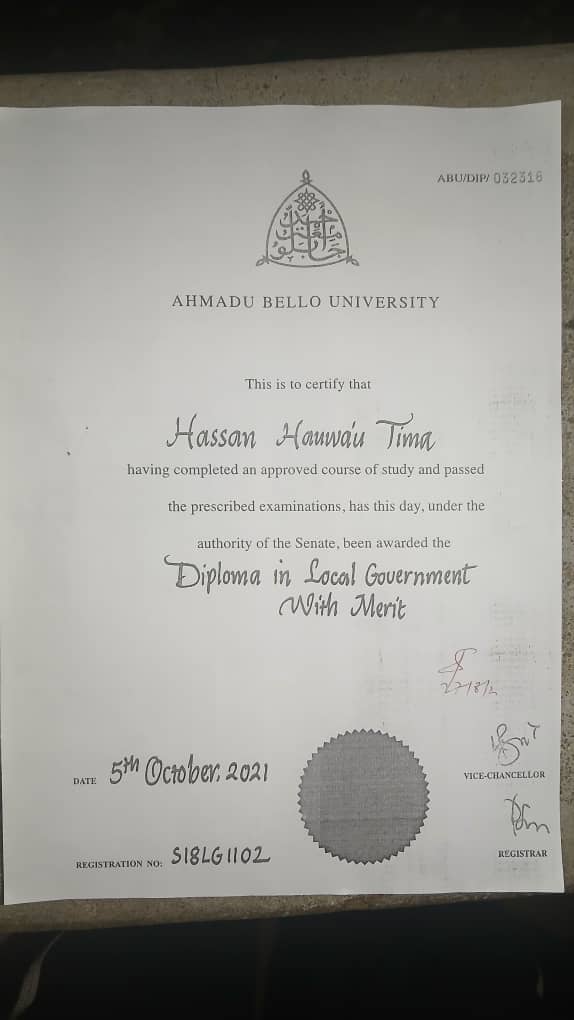 ABU/DIP/ 032316
AHMADU BELLO UNIVERSITY
This is to certify that
Hassan Hauwa'u Tima
having completed an approved course of study and passed
the prescribed examinations, has this day, under the
authority of the Senate, been awarded the
Diploma in Local Government
With Merit
DATE 5th October, 2021
VICE-CHANCELLOR
REGISTRATION NO: S18LG1102
REGISTRAR